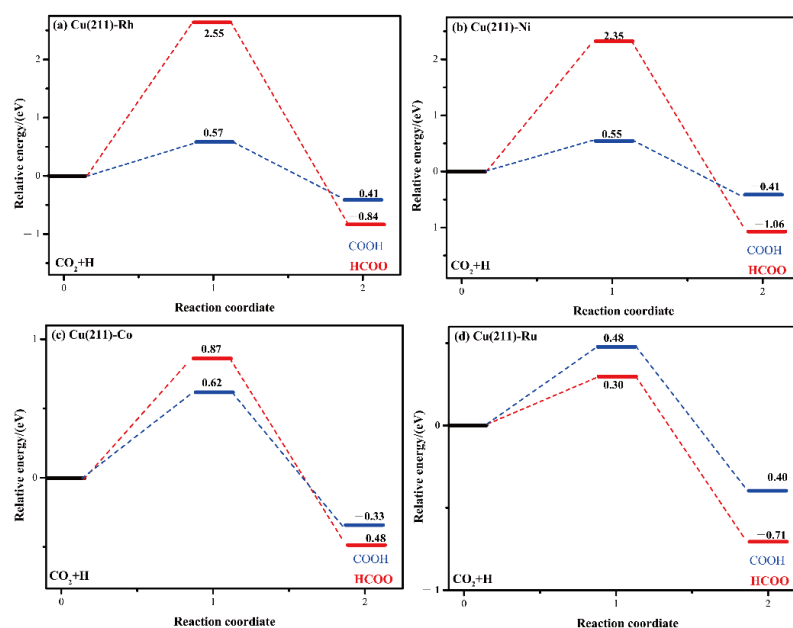 (a) Cu(211)-Rh
2.55
0.57
0.41
−0.84
COOH
HCOO
CO2+H
2
1
0
−1
Relative energy/(eV)
0
1
2
Reaction coordiate
(b) Cu(211)-Ni
2.35
0.55
0.41
−1.06
COOH
HCOO
CO2+H
2
1
0
1
Relative energy/(eV)
0
1
2
Reaction coordiate
(c) Cu(211)-Co
0.87
0.62
−0.33
0.48
COOH
HCOO
CO2+H
1
0
Relative energy/(eV)
0
1
2
Reaction coordiate
(d) Cu(211)-Ru
0.48
0.30
0.40
−0.71
COOH
HCOO
CO2+H
0
−1
Relative energy/(eV)
0
1
2
Reaction coordiate